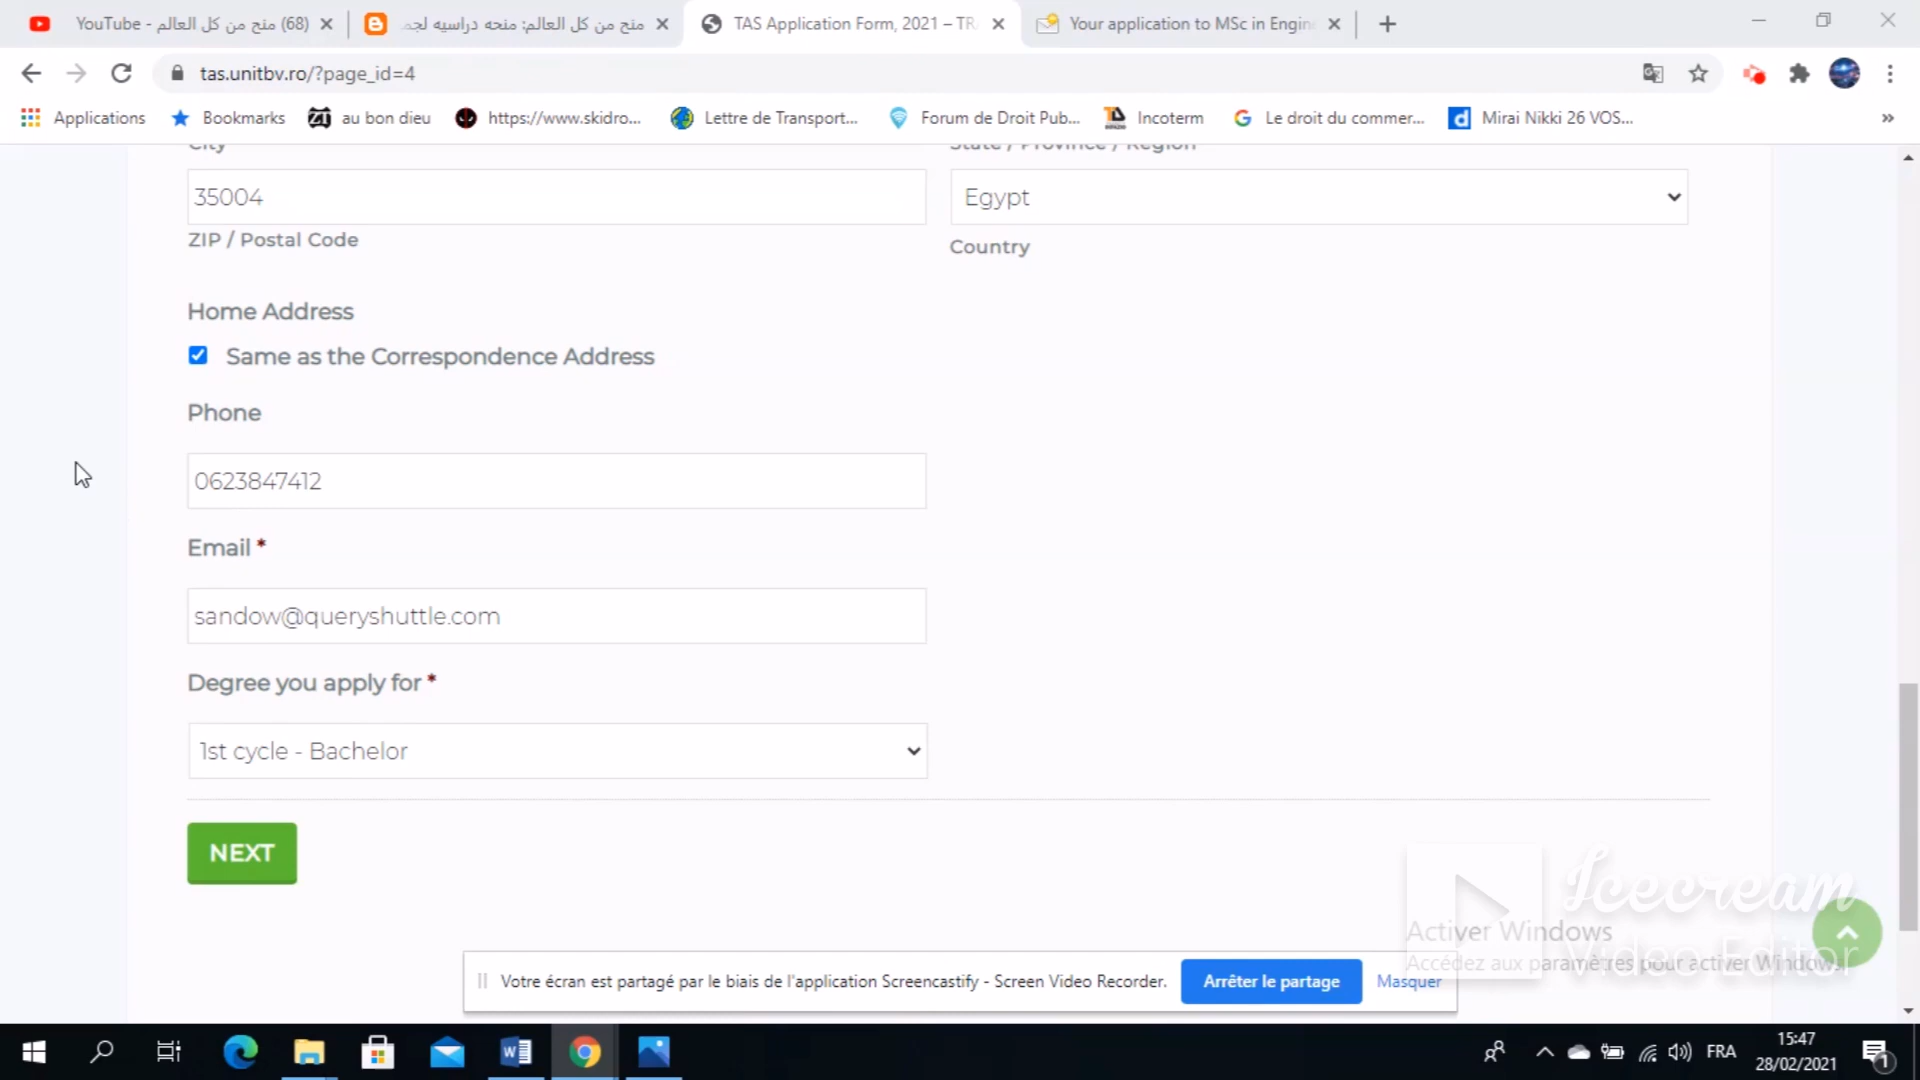 YouTube - منح من كل العالم (68)
منح من كل العالم: منحه دراسيه لجم
TAS Application Form, 2021 – TR
Your application to MSc in Engin
tas.unitbv.ro/?page_id=4
Applications
Bookmarks
au bon dieu
https://www.skidro...
Lettre de Transport...
Forum de Droit Pub...
Incoterm
Le droit du commer...
Mirai Nikki 26 VOS...
City
State / Province / Region
35004
Egypt
ZIP / Postal Code
Country
Home Address
Same as the Correspondence Address
Phone
0623847412
Email *
sandow@queryshuttle.com
Degree you apply for *
1st cycle - Bachelor
NEXT
Icecream
Video Editor
Activer Windows
Accédez aux paramètres pour activer Windows.
Votre écran est partagé par le biais de l'application Screencastify - Screen Video Recorder.
Arrêter le partage
Masquer
FRA
15:47
28/02/2021
1